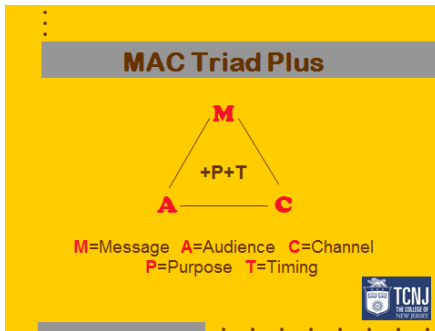 MAC Triad Plus
M
+P+T
A C
M=Message A=Audience C=Channel
P=Purpose T=Timing
TCNJ
THE COLLEGE OF
NEW JERSEY